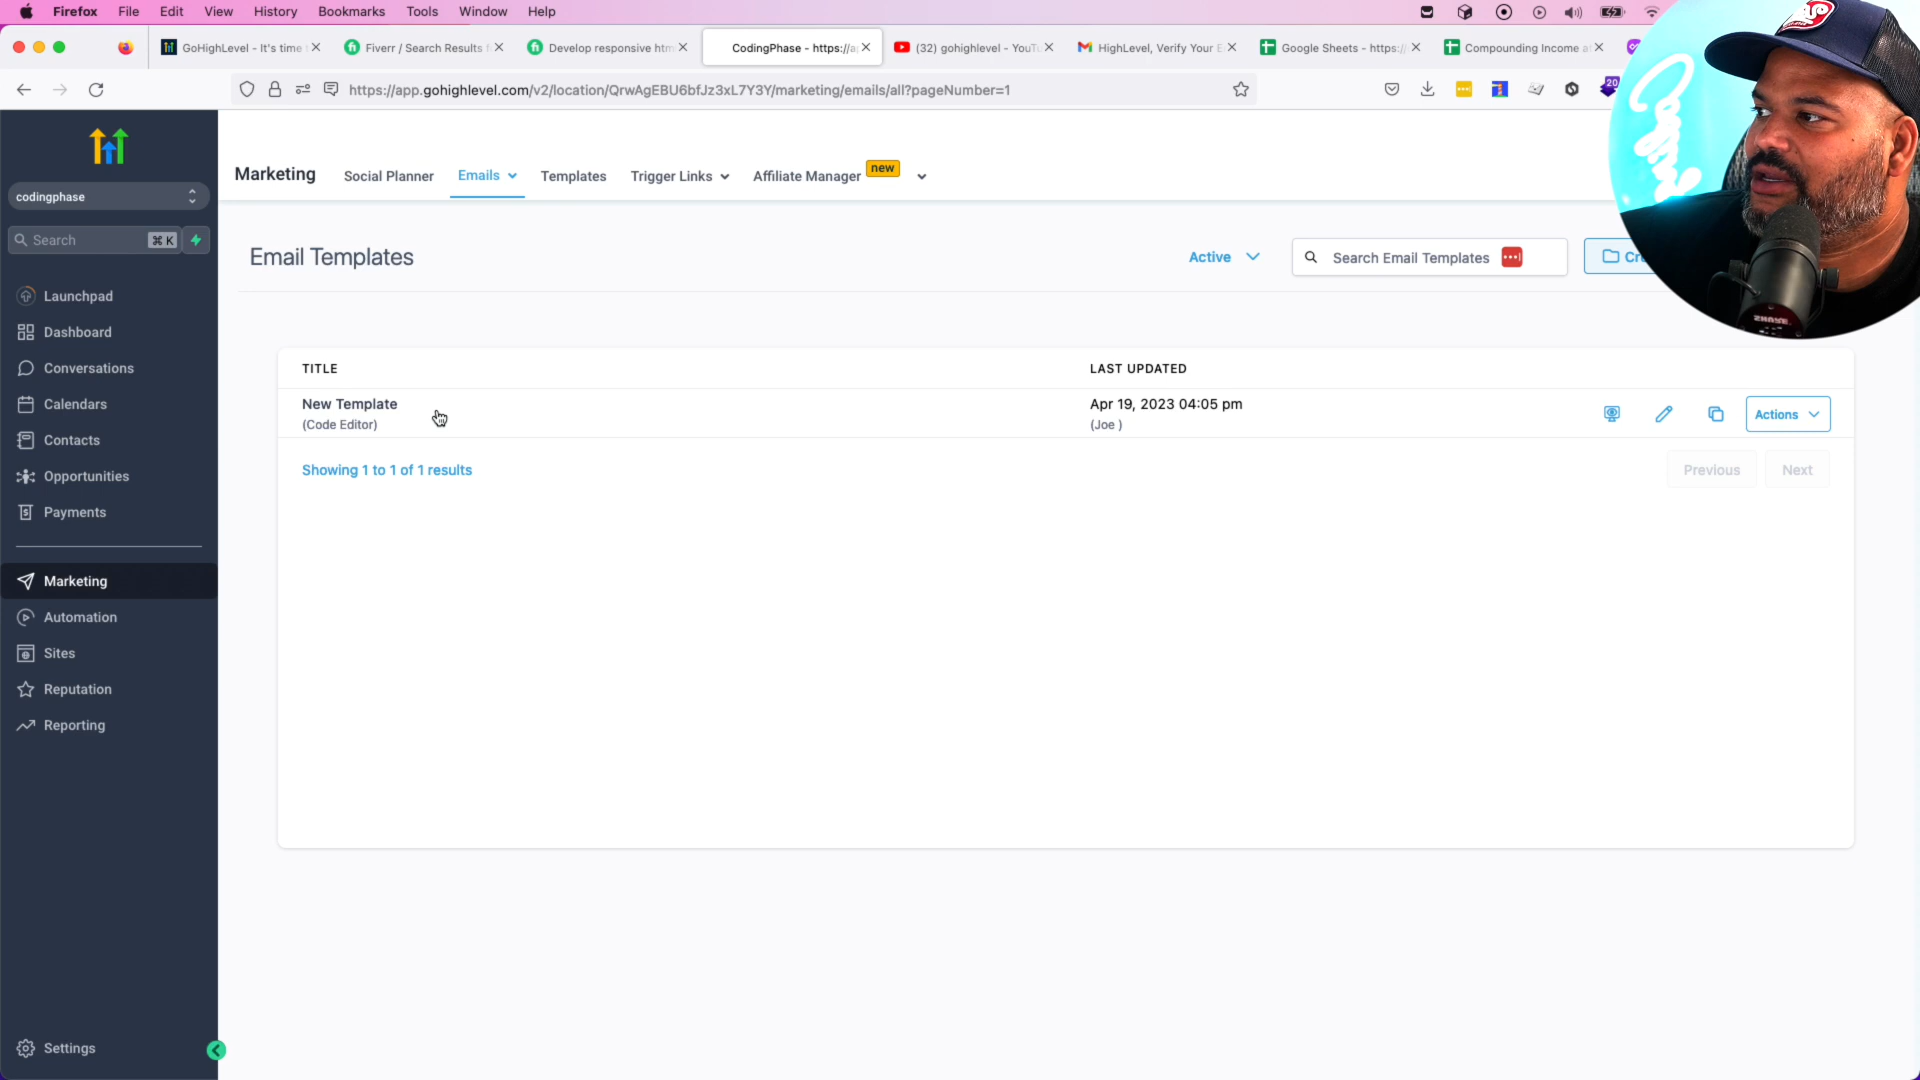 Firefox File Edit View History Bookmarks Tools Window Help
GoHighLevel - It's time
Fiverr / Search Results f
Develop responsive htm
CodingPhase - https://a
(32) gohighlevel - YouTu
HighLevel, Verify Your E
Google Sheets - https:/
Compounding Income a
https://app.gohighlevel.com/v2/location/QrwAgEBU6bfJz3xL7Y3Y/marketing/emails/all?pageNumber=1
20
codingphase
Search ⌘ K
Launchpad
Dashboard
Conversations
Calendars
Contacts
Opportunities
Payments
Marketing
Automation
Sites
Reputation
Reporting
Settings
Marketing Social Planner Emails Templates Trigger Links Affiliate Manager new
Email Templates
Active
Search Email Templates
TITLE LAST UPDATED
New Template Apr 19, 2023 04:05 pm
(Code Editor) (Joe )
Actions
Showing 1 to 1 of 1 results
Previous Next